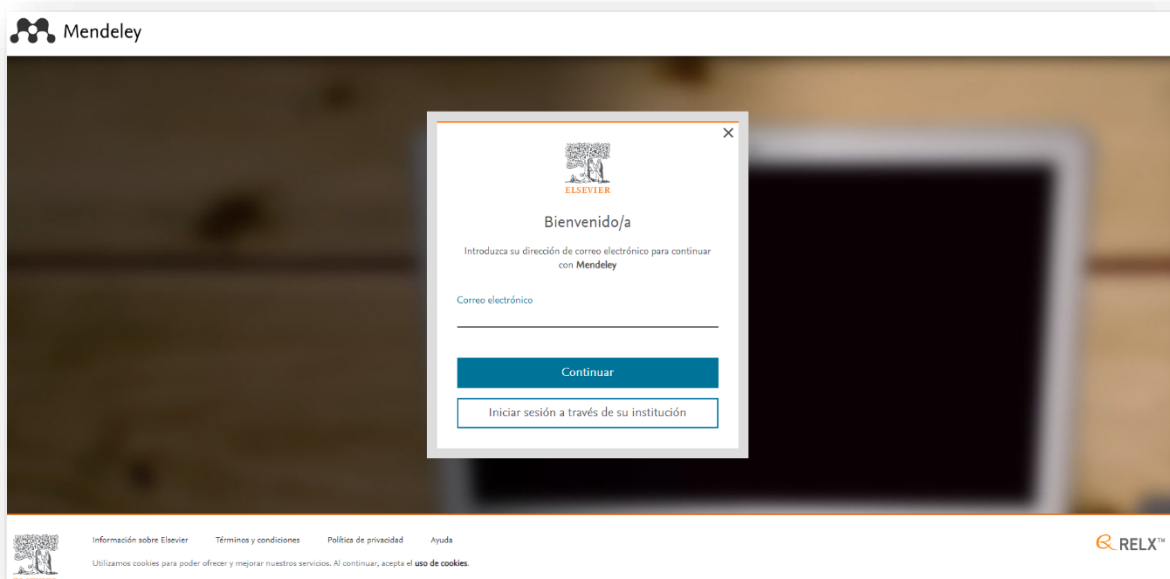 Mendeley
ELSEVIER
Bienvenido/a
Introduzca su dirección de correo electrónico para continuar
con Mendeley
Correo electrónico
Continuar
Iniciar sesión a través de su institución
Información sobre Elsevier Términos y condiciones Política de privacidad Ayuda
Utilizamos cookies para poder ofrecer y mejorar nuestros servicios. Al continuar, acepta el uso de cookies.
RELX™